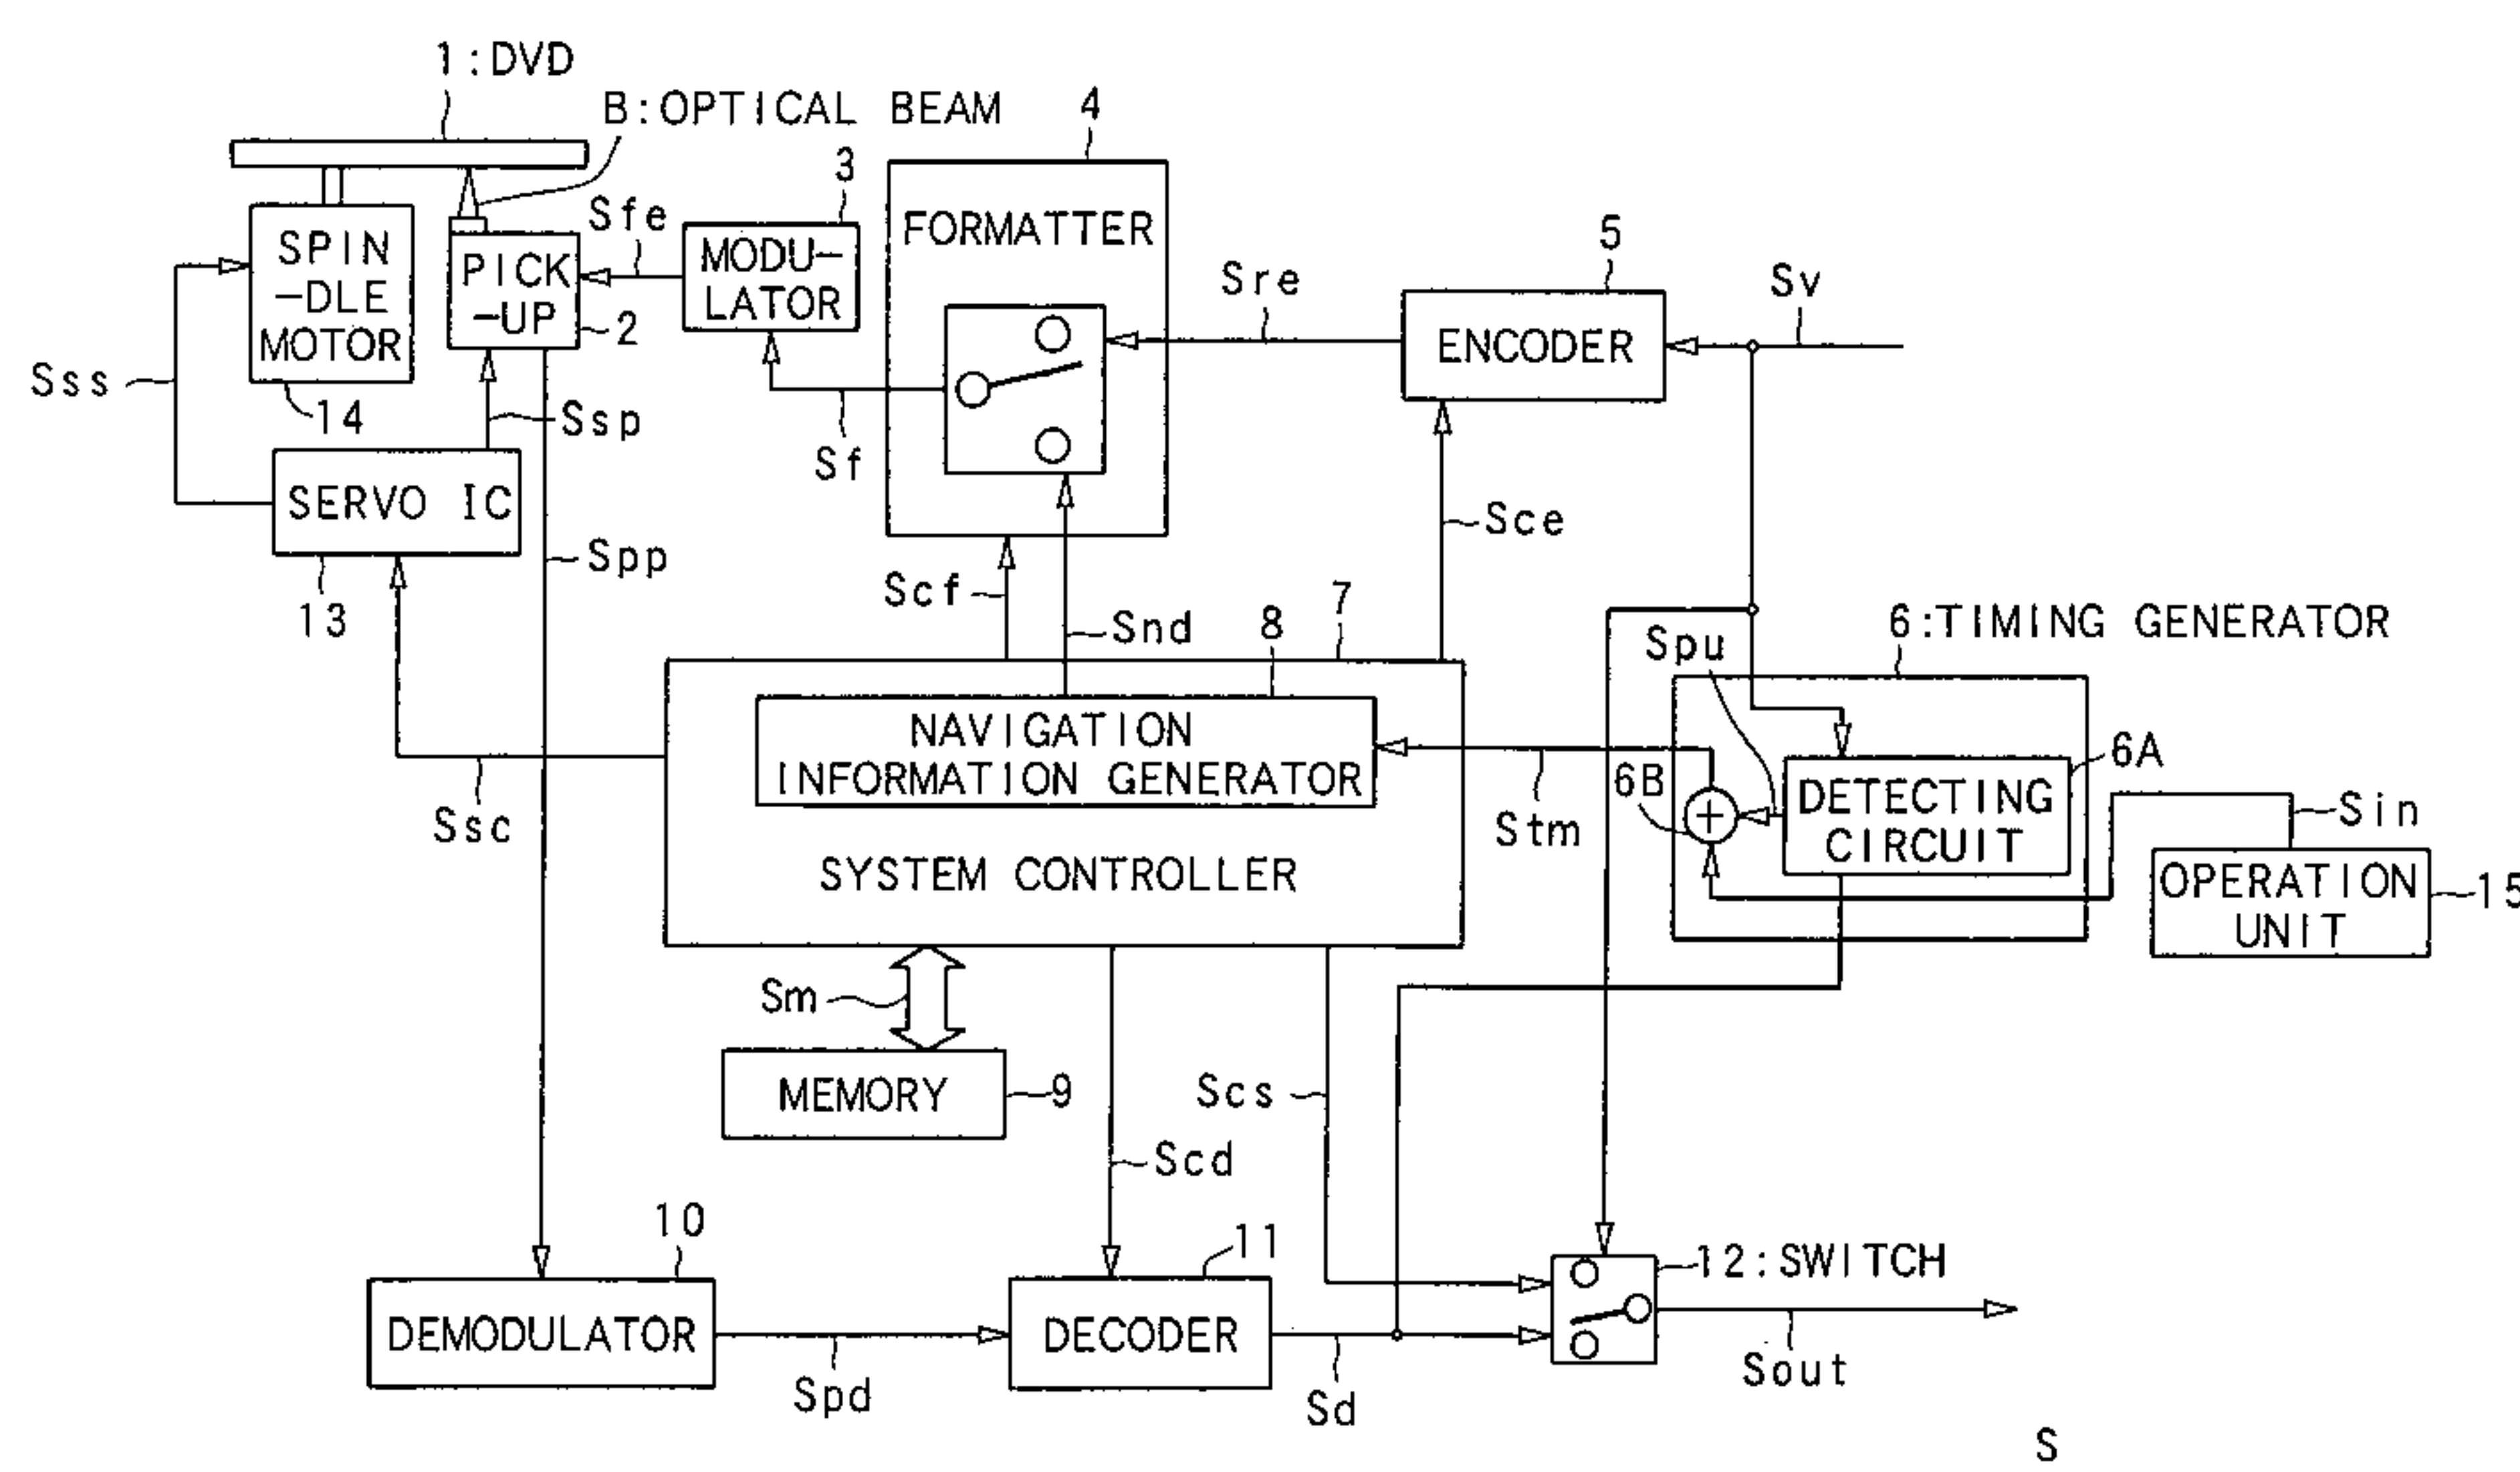 1:DVD
B:OPTICAL BEAM
4
3
Sfe
FORMATTER
5
SPIN
-DLE
MOTOR
PICK
-UP
2
MODU-
LATOR
Sre
Sv
ENCODER
Sss
14
Ssp
Sf
SERVO IC
Sce
Spp
13
Scf
Snd
8
7
Spu
6:TIMING GENERATOR
NAVIGATION
INFORMATION GENERATOR
6A
6B
DETECTING
CIRCUIT
Sin
Ssc
Stm
SYSTEM CONTROLLER
OPERATION
UNIT
15
Sm
MEMORY
9
Scs
Scd
10
11
12:SWITCH
DEMODULATOR
DECODER
Spd
Sd
Sout
S